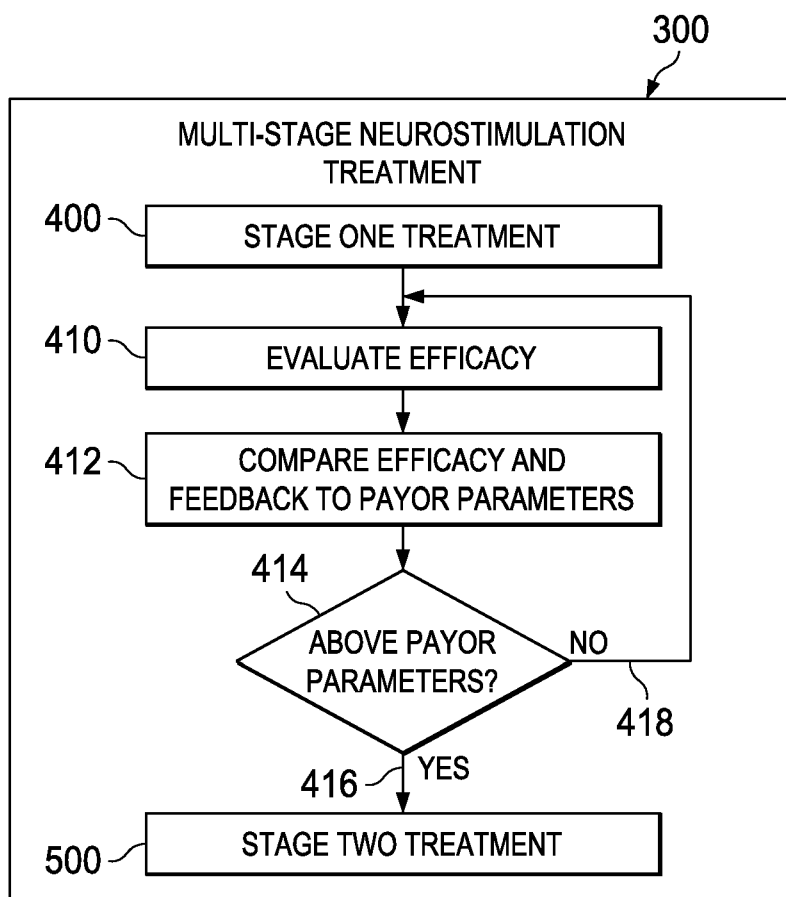 300
MULTI-STAGE NEUROSTIMULATION
TREATMENT
400
STAGE ONE TREATMENT
410
EVALUATE EFFICACY
412
COMPARE EFFICACY AND
FEEDBACK TO PAYOR PARAMETERS
414
ABOVE PAYOR
PARAMETERS?
NO
418
416
YES
500
STAGE TWO TREATMENT